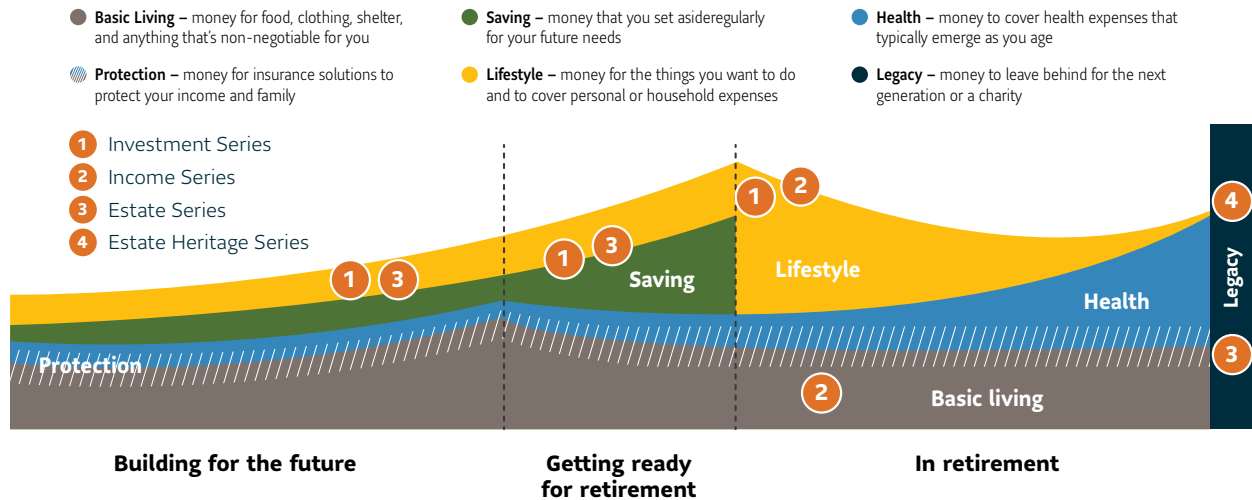 Basic Living – money for food, clothing, shelter,
and anything that's non-negotiable for you
Protection – money for insurance solutions to
protect your income and family
Saving – money that you set asideregularly
for your future needs
Lifestyle – money for the things you want to do
and to cover personal or household expenses
Health – money to cover health expenses that
typically emerge as you age
Legacy – money to leave behind for the next
generation or a charity
1 Investment Series
2 Income Series
3 Estate Series
4 Estate Heritage Series
1
3
1
3
1
2
4
3
2
Protection
Saving
Lifestyle
Health
Basic living
Legacy
Building for the future
Getting ready
for retirement
In retirement